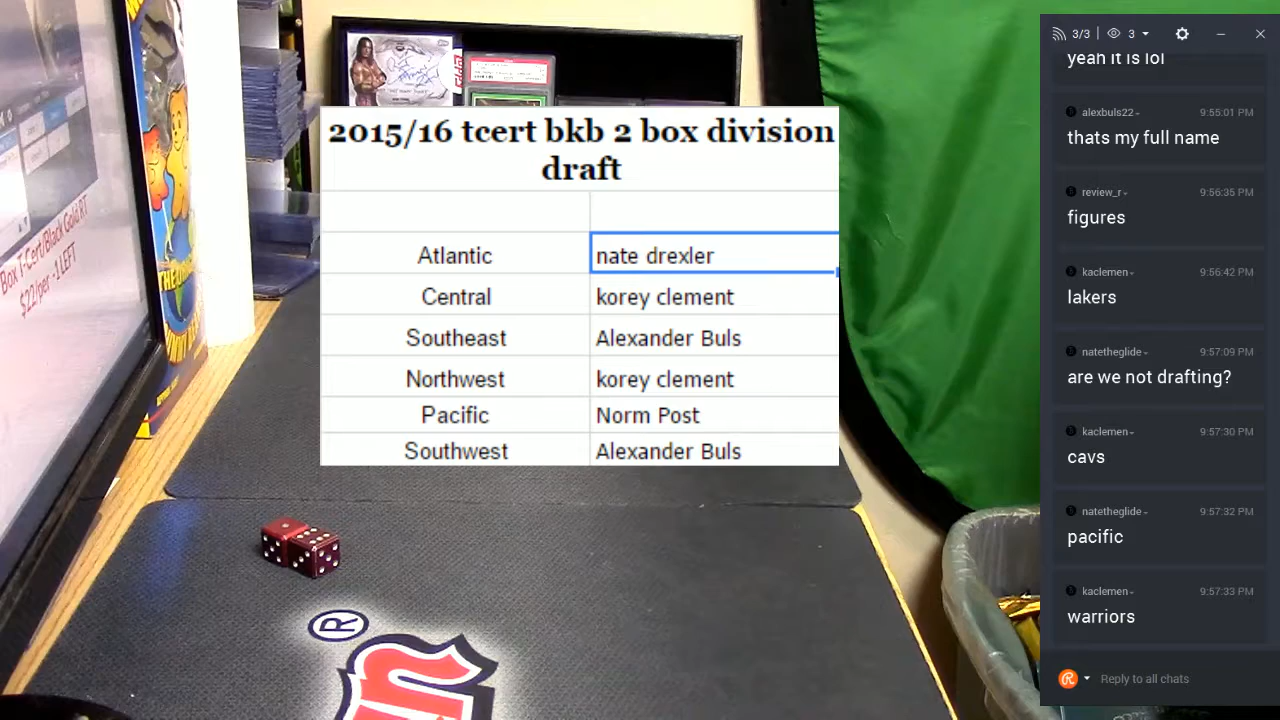 2015/16 tcert bkb 2 box division
draft
Atlantic nate drexler
Central korey clement
Southeast Alexander Buls
Northwest korey clement
Pacific Norm Post
Southwest Alexander Buls
Box T-Cert/Black Gold RT
$22/per -1 LEFT
®
3/3 | 3
yeah it is lol
alexbuls22 9:55:01 PM
thats my full name
review_r 9:56:35 PM
figures
kaclemen 9:56:42 PM
lakers
natetheglide 9:57:09 PM
are we not drafting?
kaclemen 9:57:30 PM
cavs
natetheglide 9:57:32 PM
pacific
kaclemen 9:57:33 PM
warriors
Reply to all chats